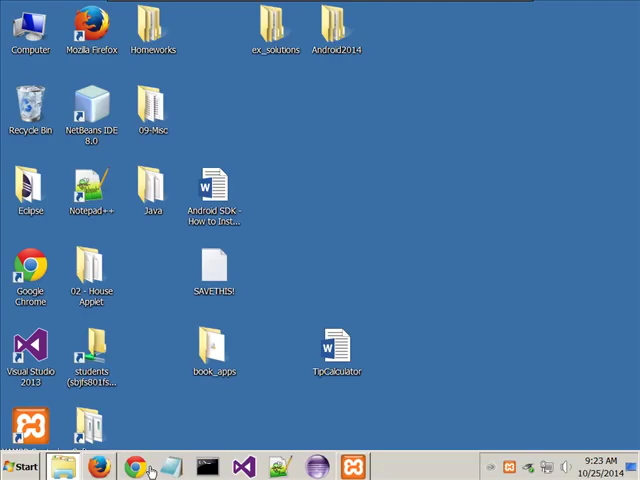 Computer
Mozilla Firefox
Homeworks
ex_solutions
Android2014
Recycle Bin
NetBeans IDE
8.0
09-Misc
Eclipse
Notepad++
Java
Android SDK -
How to Inst...
Google
Chrome
02 - House
Applet
SAVETHIS!
Visual Studio
2013
students
(sbjfs801fs...
book_apps
TipCalculator
Start
9:23 AM
10/25/2014